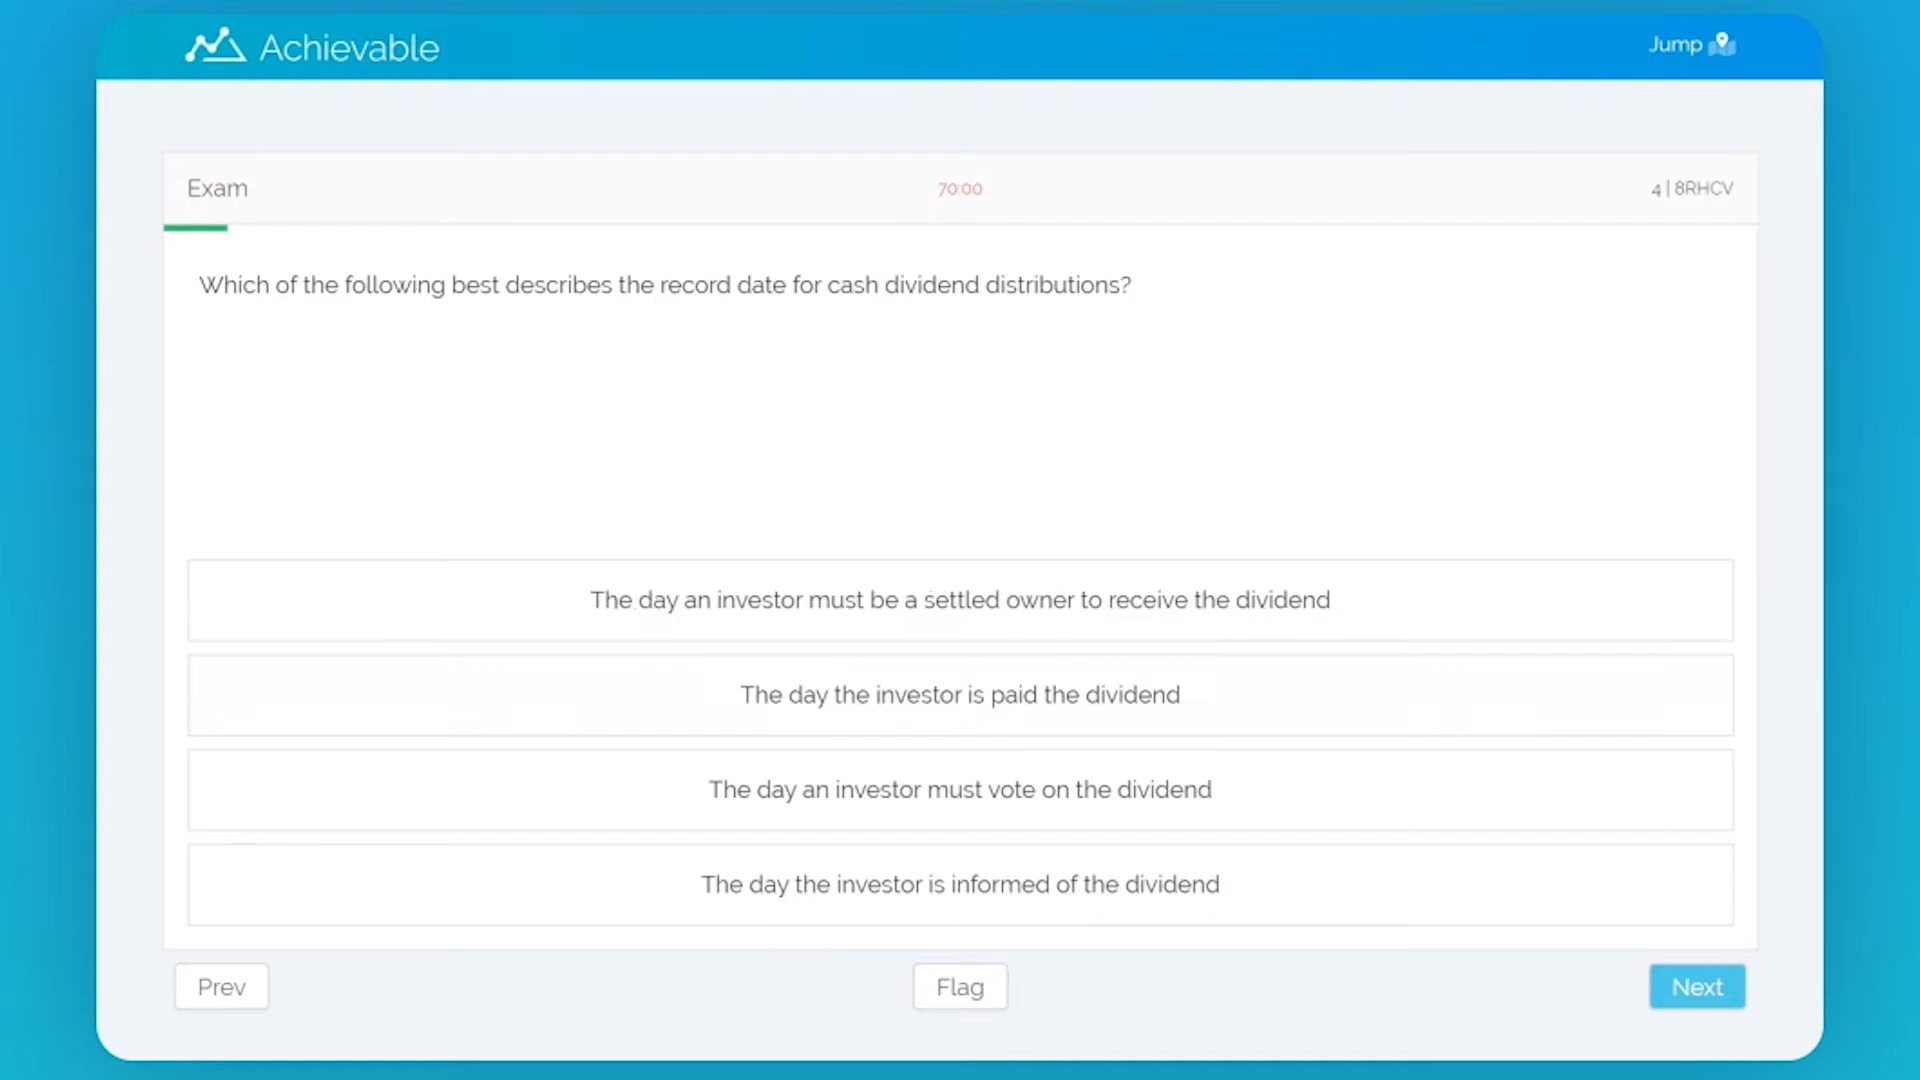 Achievable
Jump
Exam
70:00
4 | 8RHCV
Which of the following best describes the record date for cash dividend distributions?
The day an investor must be a settled owner to receive the dividend
The day the investor is paid the dividend
The day an investor must vote on the dividend
The day the investor is informed of the dividend
Prev
Flag
Next